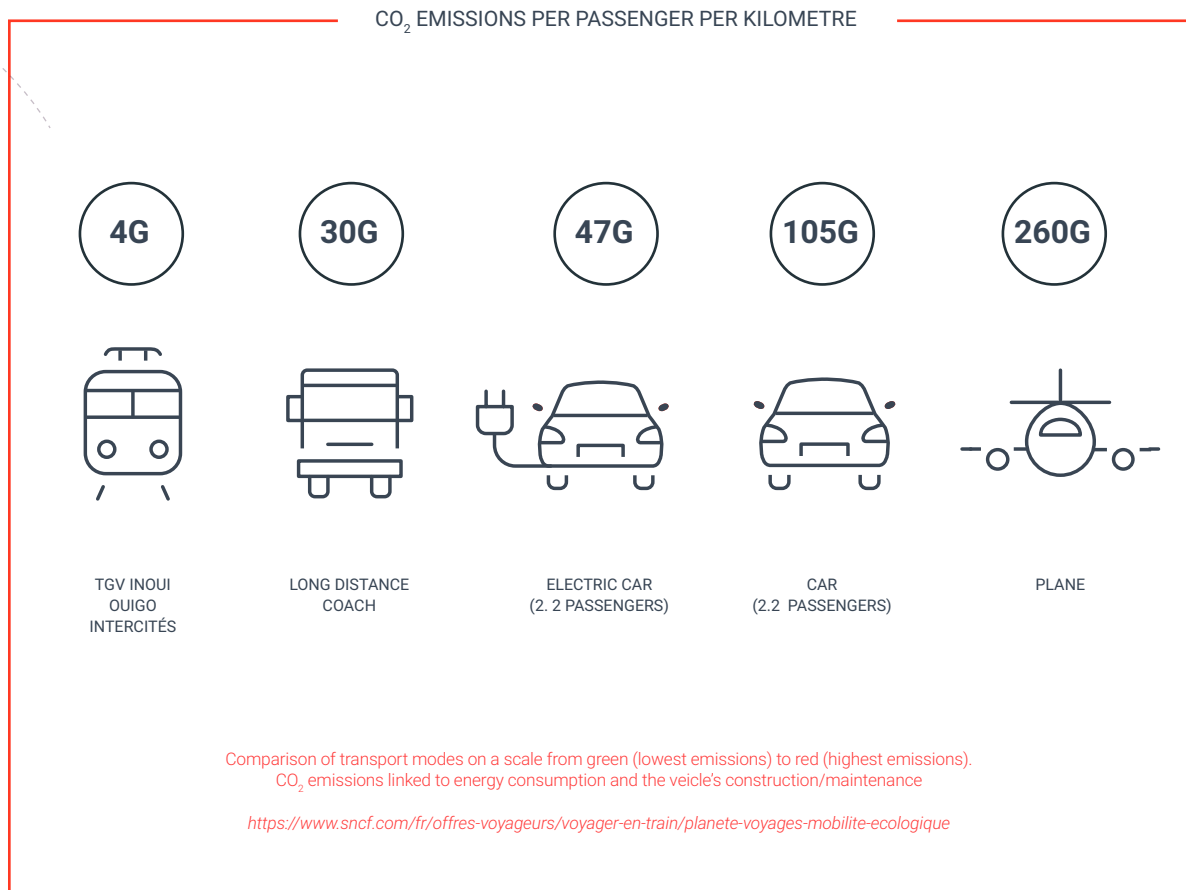 CO₂ EMISSIONS PER PASSENGER PER KILOMETRE
4G
30G
47G
105G
260G
TGV INOUI
OUIGO
INTERCITÉS
LONG DISTANCE
COACH
ELECTRIC CAR
(2. 2 PASSENGERS)
CAR
(2.2 PASSENGERS)
PLANE
Comparison of transport modes on a scale from green (lowest emissions) to red (highest emissions).
CO₂ emissions linked to energy consumption and the veicle's construction/maintenance
https://www.sncf.com/fr/offres-voyageurs/voyager-en-train/planete-voyages-mobilite-ecologique